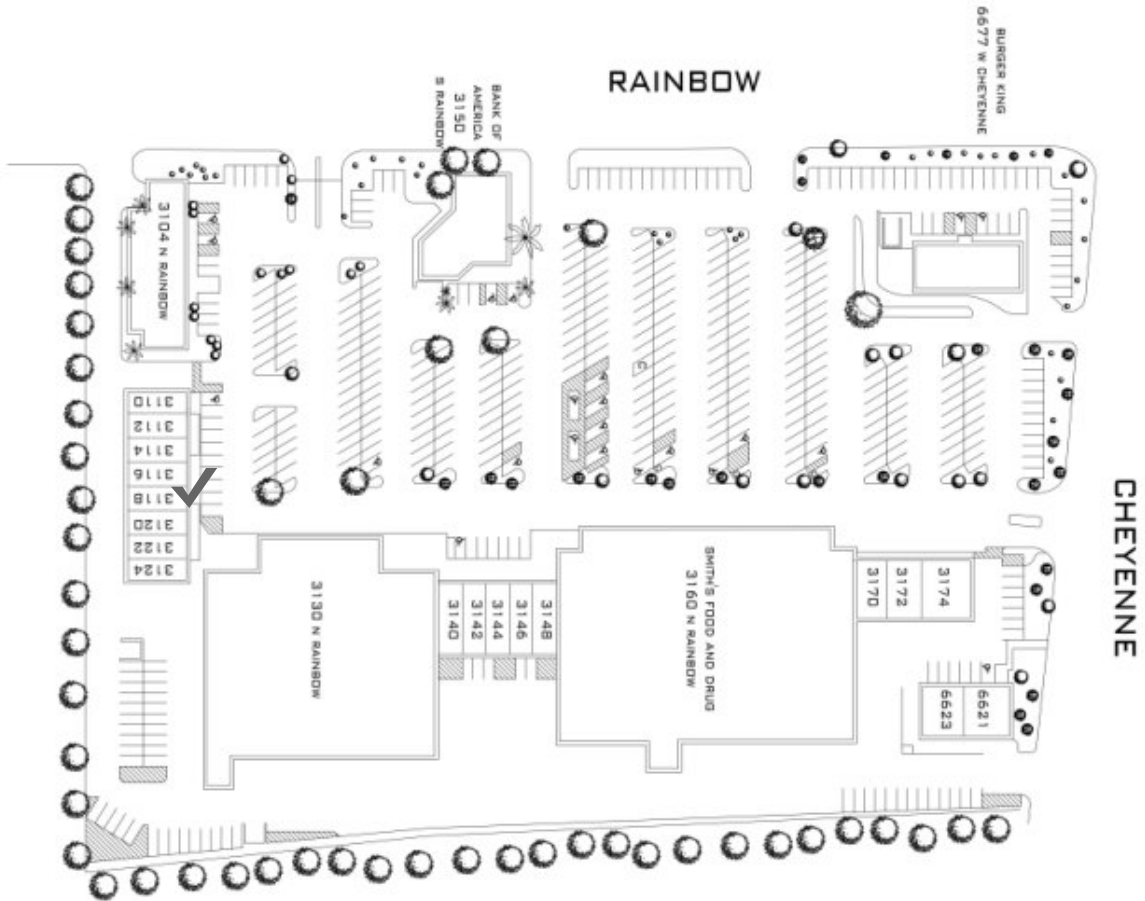 RAINBOW
BURGER KING
6677 W CHEYENNE
BANK OF
AMERICA
3150
S RAINBOW
3104 N RAINBOW
3110
3112
3114
3116
3118
3120
3122
3124
CHEYENNE
3130 N RAINBOW
3140
3142
3144
3146
3148
SMITH'S FOOD AND DRUG
3160 N RAINBOW
3170
3172
3174
6623
6621